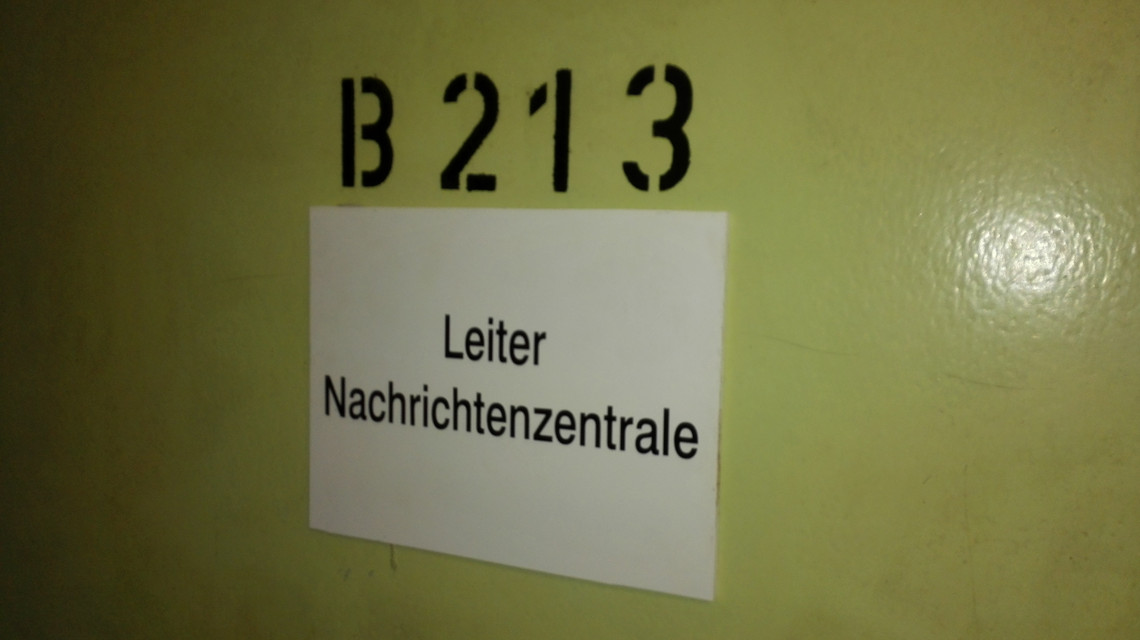 B 213
Leiter
Nachrichtenzentrale